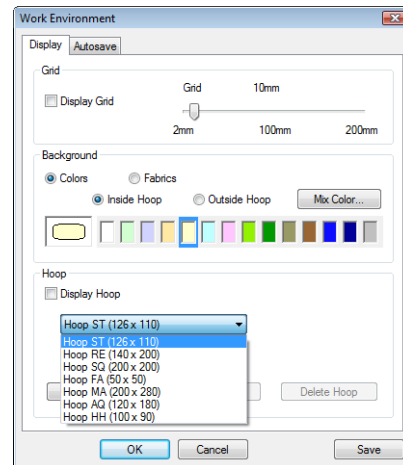 Work Environment
Display Autosave
Grid
Display Grid
Grid 10mm
2mm 100mm 200mm
Background
Colors Fabrics
Inside Hoop Outside Hoop Mix Color...
Hoop
Display Hoop
Hoop ST (126 x 110)
Hoop ST (126 x 110)
Hoop RE (140 x 200)
Hoop SQ (200 x 200)
Hoop FA (50 x 50)
Hoop MA (200 x 280)
Hoop AQ (120 x 180)
Hoop HH (100 x 90)
Delete Hoop
OK Cancel Save